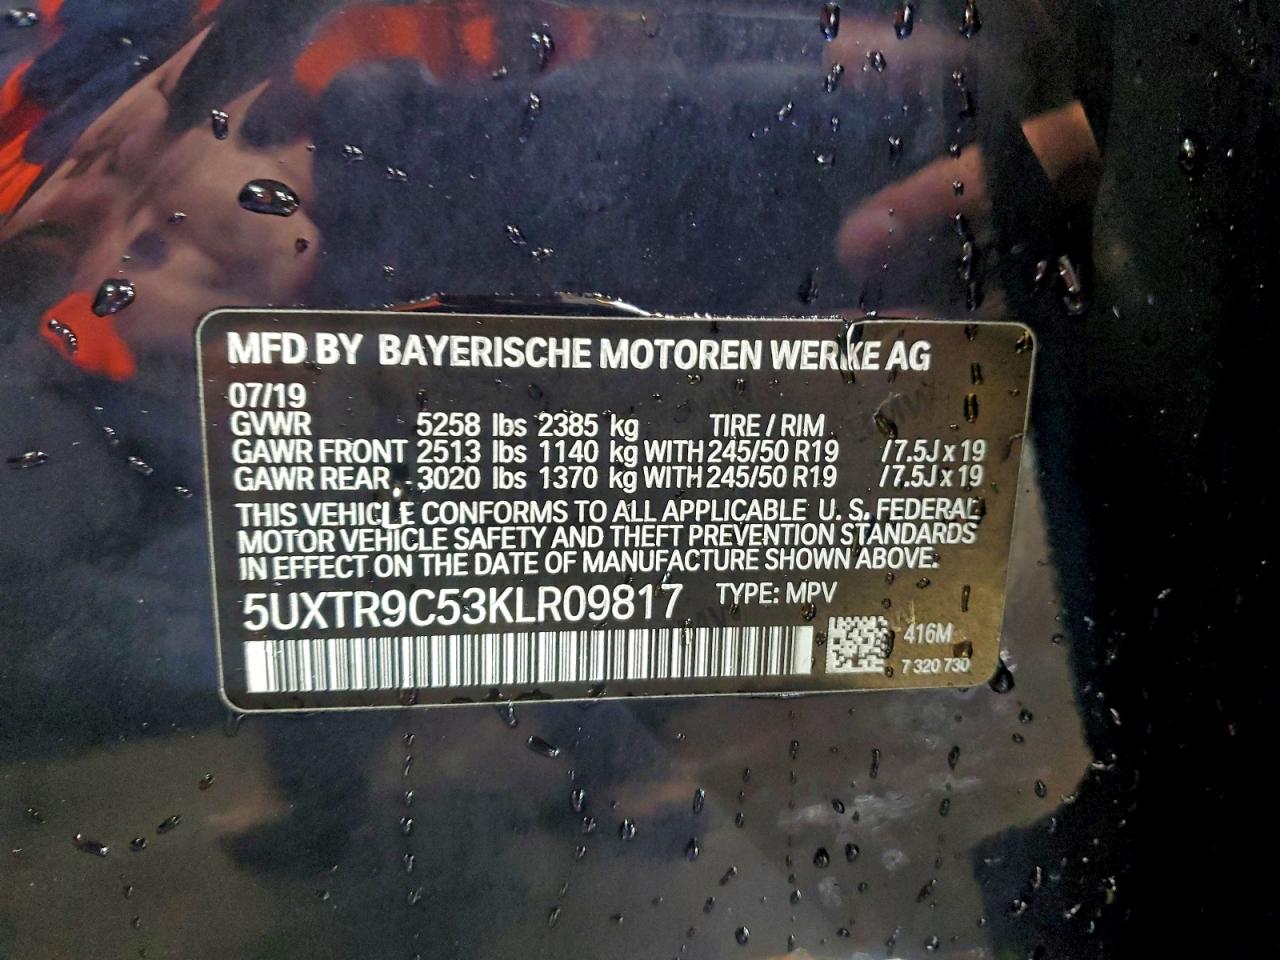 MFD BY BAYERISCHE MOTOREN WERKE AG
07/19
GVWR 5258 lbs 2385 kg TIRE / RIM
GAWR FRONT 2513 lbs 1140 kg WITH 245/50 R19 /7.5J x 19
GAWR REAR 3020 lbs 1370 kg WITH 245/50 R19 /7.5J x 19
THIS VEHICLE CONFORMS TO ALL APPLICABLE U. S. FEDERAL
MOTOR VEHICLE SAFETY AND THEFT PREVENTION STANDARDS
IN EFFECT ON THE DATE OF MANUFACTURE SHOWN ABOVE:
5UXTR9C53KLR09817 TYPE: MPV
416M
7 320 730